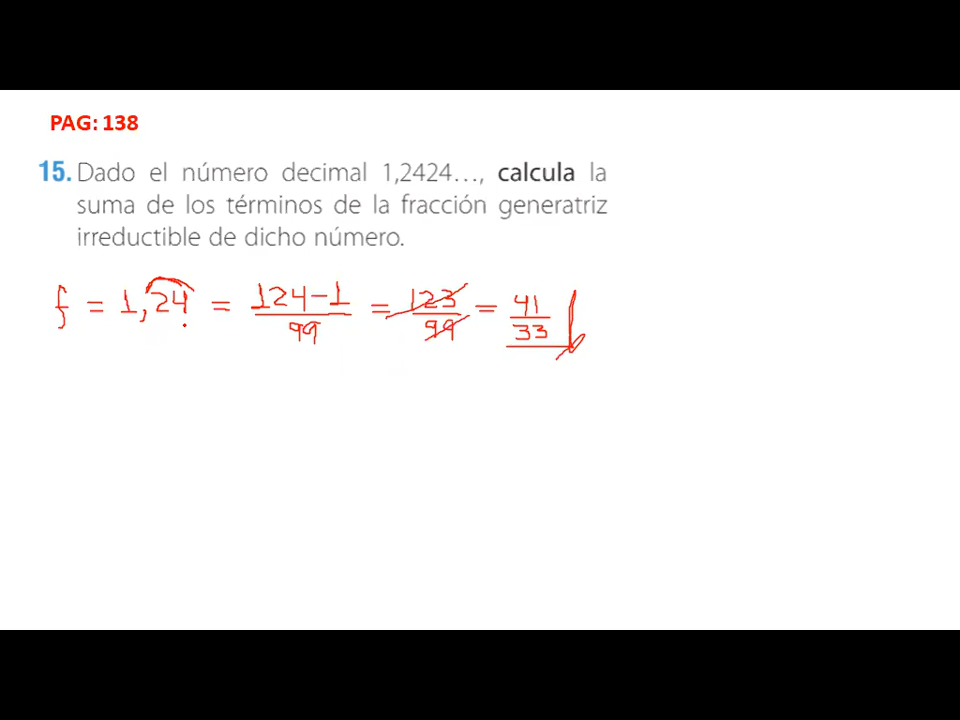 PAG: 138
15. Dado el número decimal 1,2424..., calcula la
suma de los términos de la fracción generatriz
irreductible de dicho número.
f = 1,24 = 124-1/99 = 123/99 = 41/33